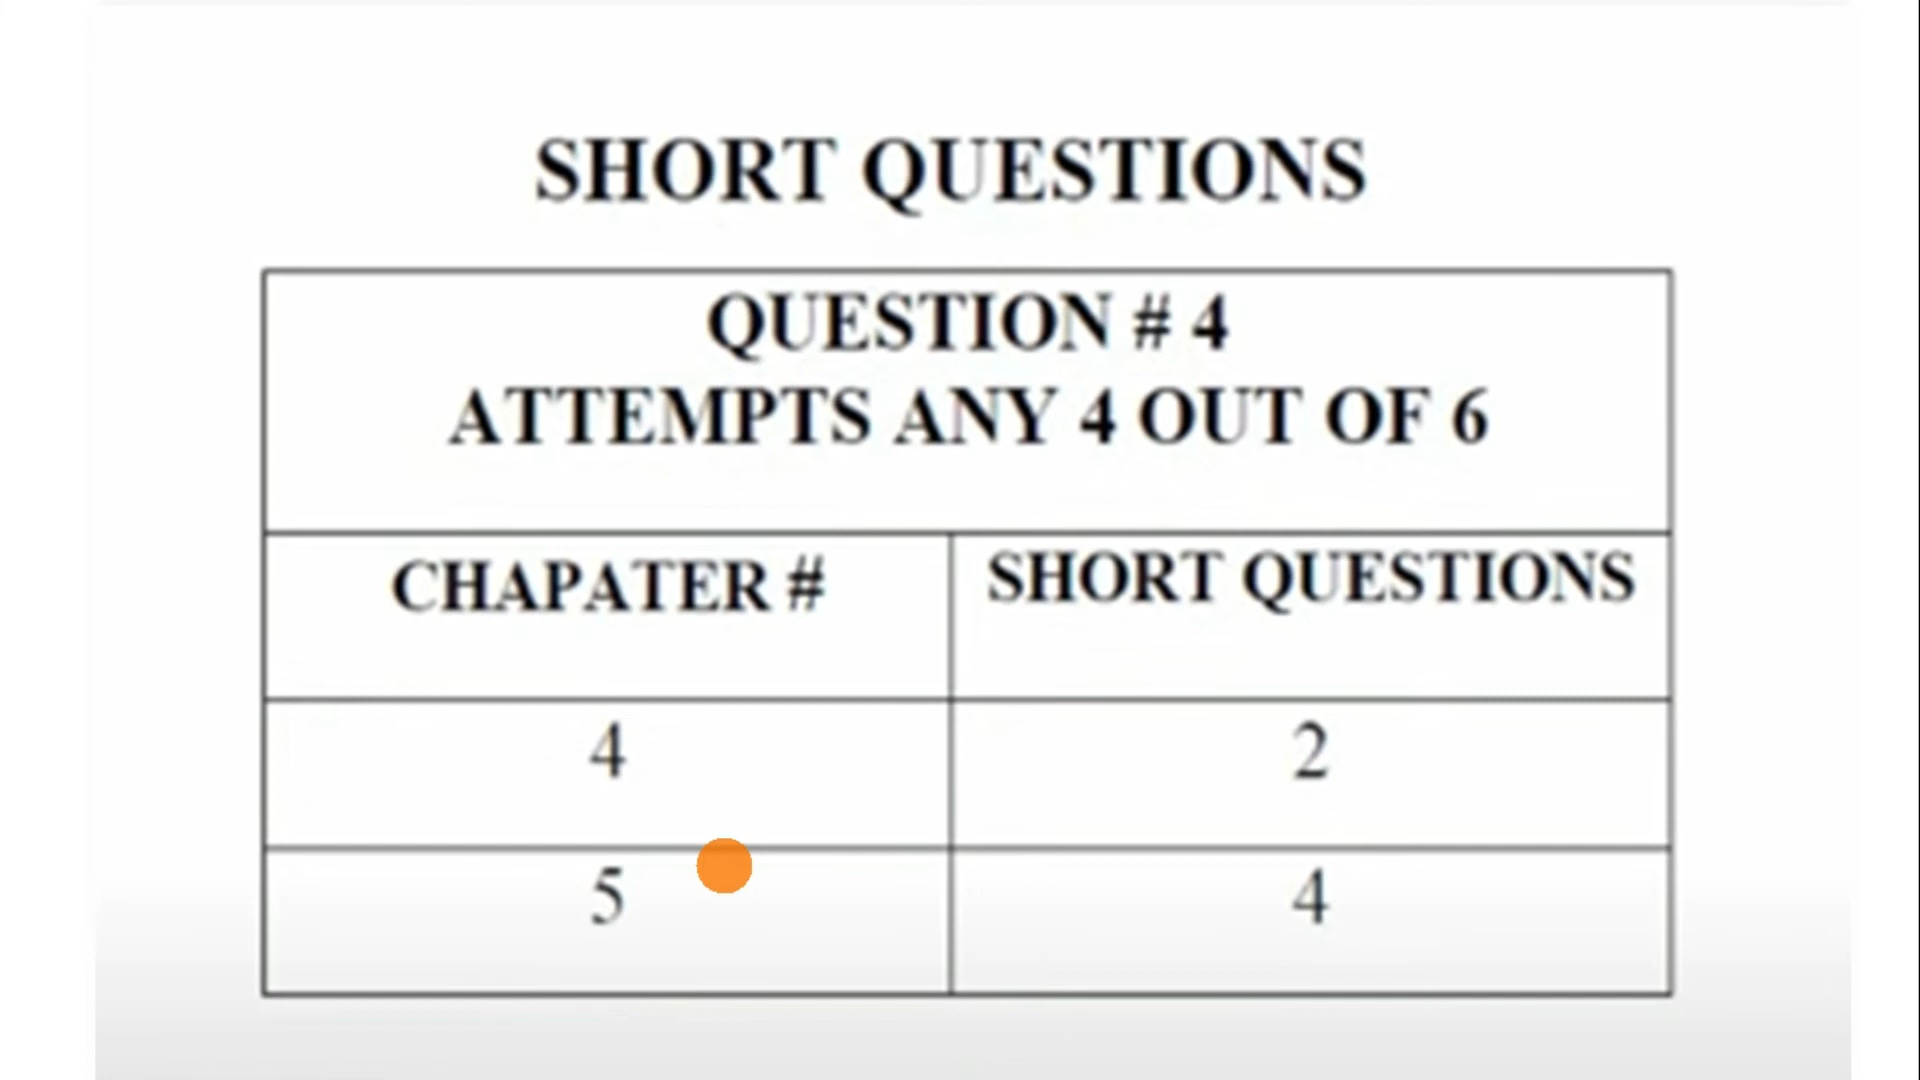 SHORT QUESTIONS
QUESTION # 4
ATTEMPTS ANY 4 OUT OF 6
CHAPATER # SHORT QUESTIONS
4 2
5 4